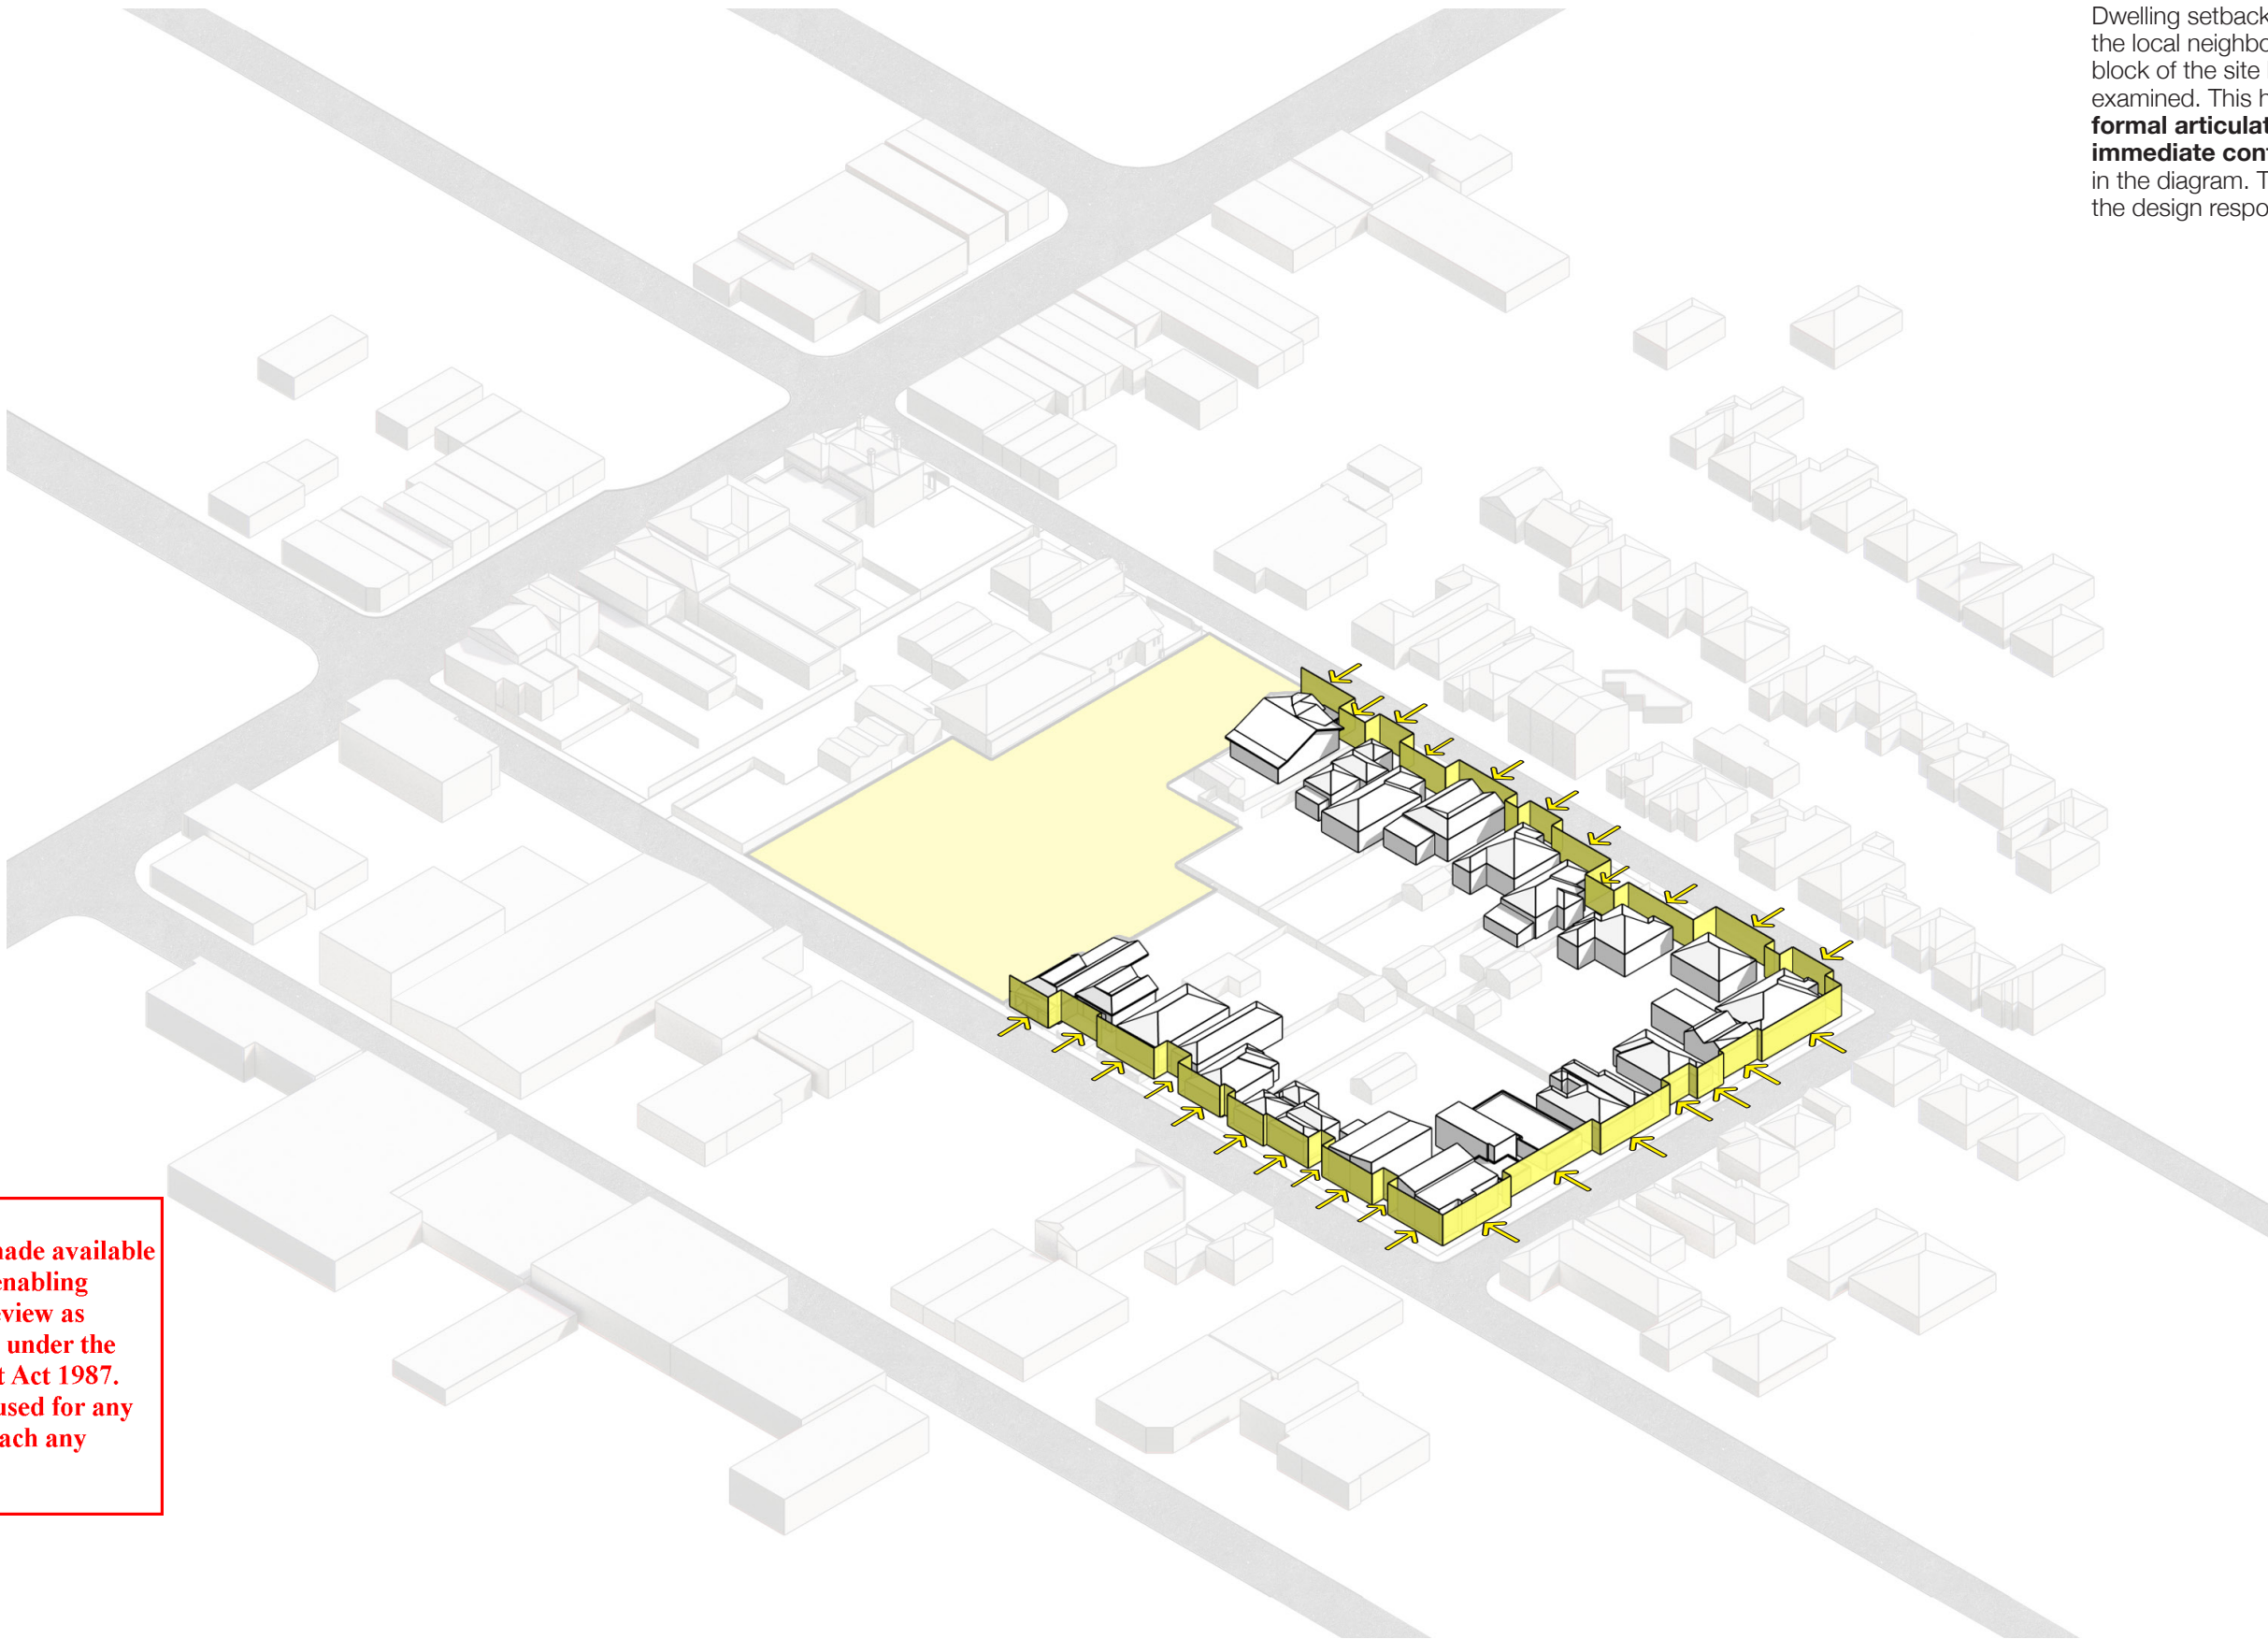 Dwelling setback
the local neighbo
block of the site
examined. This h
formal articulat
immediate con
in the diagram. T
the design respo
ade available
enabling
view as
under the
t Act 1987.
used for any
ach any